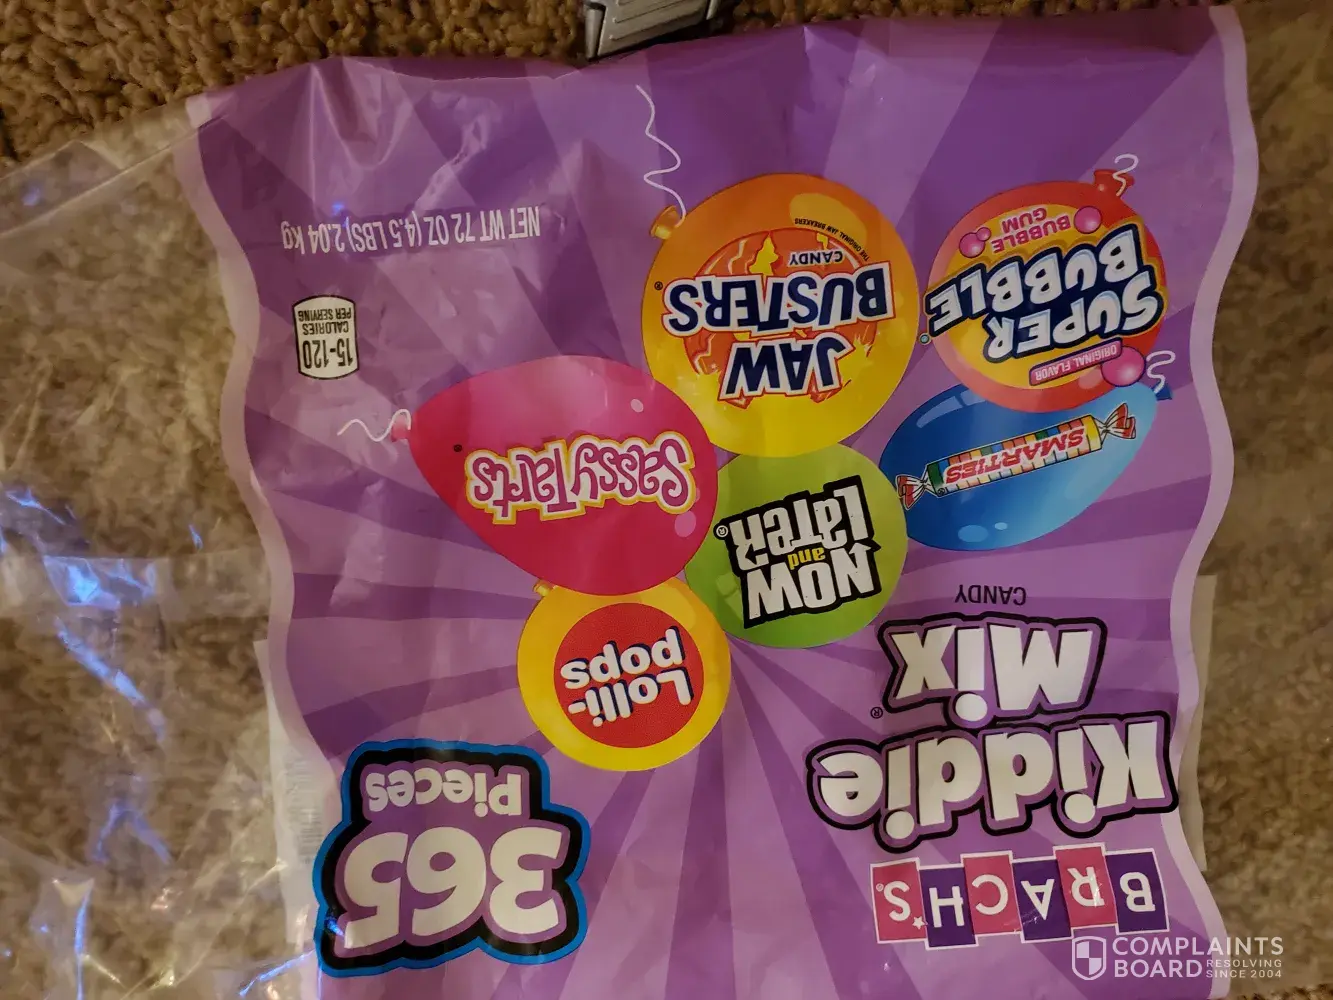 BRACH'S®
Kiddie
Mix®
CANDY
365
Pieces
Lolli-
pops
NOW
and
LATER®
SMARTIES
SassyTarts
ORIGINAL FLAVOR
SUPER
BUBBLE®
BUBBLE
GUM
JAW
BUSTERS®
CANDY
THE ORIGINAL JAW BREAKERS
15-120
CALORIES
PER SERVING
NET WT 72 OZ (4.5 LBS) 2.04 kg
COMPLAINTS
BOARD RESOLVING
SINCE 2004